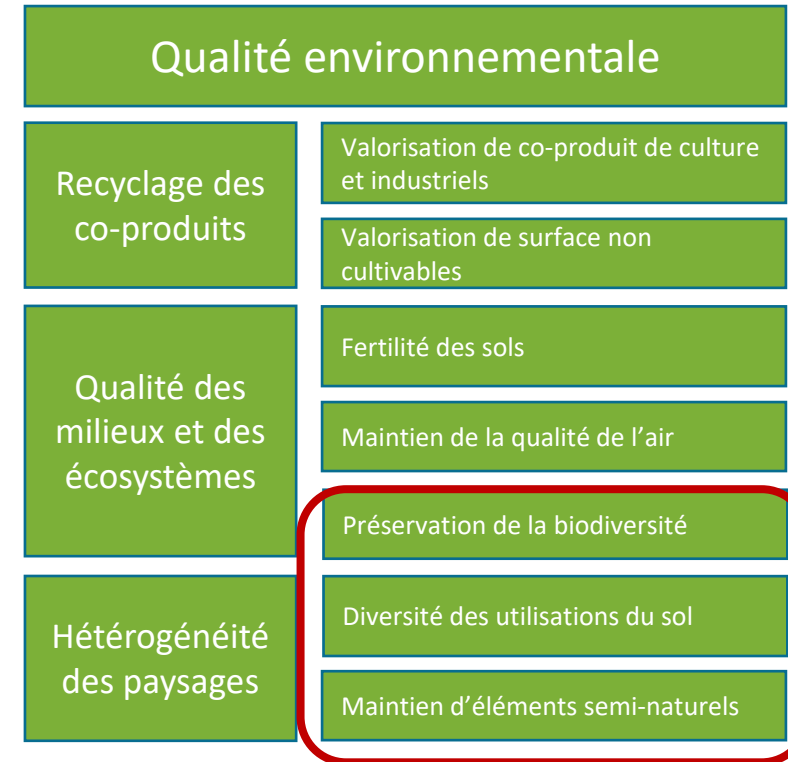 Qualité environnementale
Recyclage des
co-produits
Valorisation de co-produit de culture
et industriels
Valorisation de surface non
cultivables
Qualité des
milieux et des
écosystèmes
Fertilité des sols
Maintien de la qualité de l'air
Préservation de la biodiversité
Hétérogénéité
des paysages
Diversité des utilisations du sol
Maintien d'éléments semi-naturels